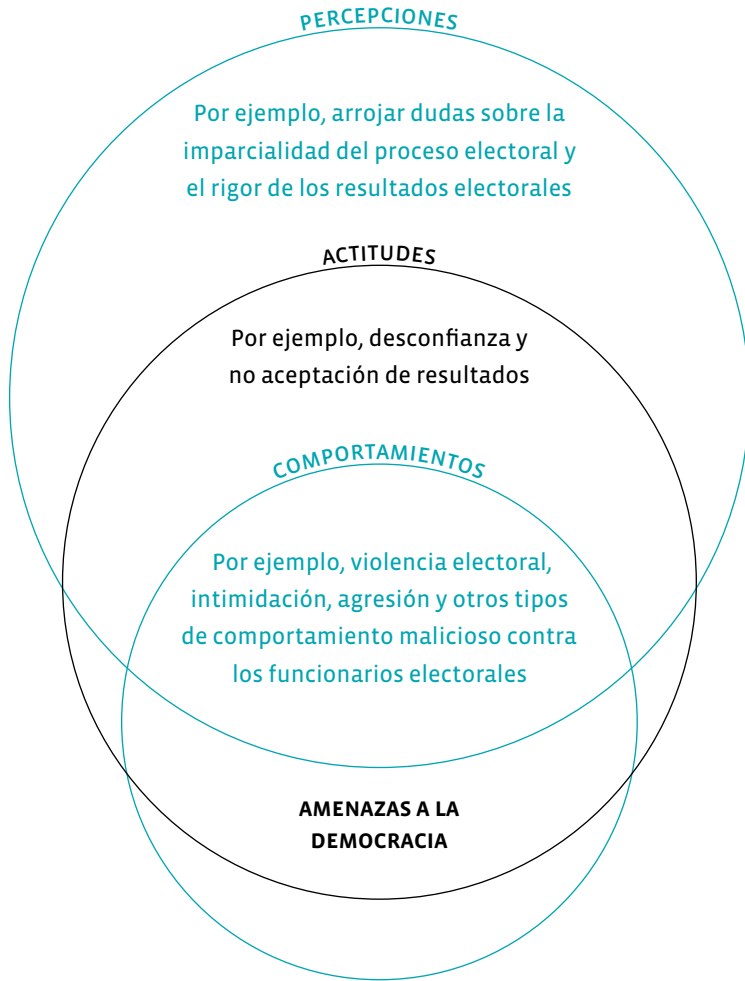 PERCEPCIONES
Por ejemplo, arrojar dudas sobre la
imparcialidad del proceso electoral y
el rigor de los resultados electorales
ACTITUDES
Por ejemplo, desconfianza y
no aceptación de resultados
COMPORTAMIENTOS
Por ejemplo, violencia electoral,
intimidación, agresión y otros tipos
de comportamiento malicioso contra
los funcionarios electorales
AMENAZAS A LA
DEMOCRACIA